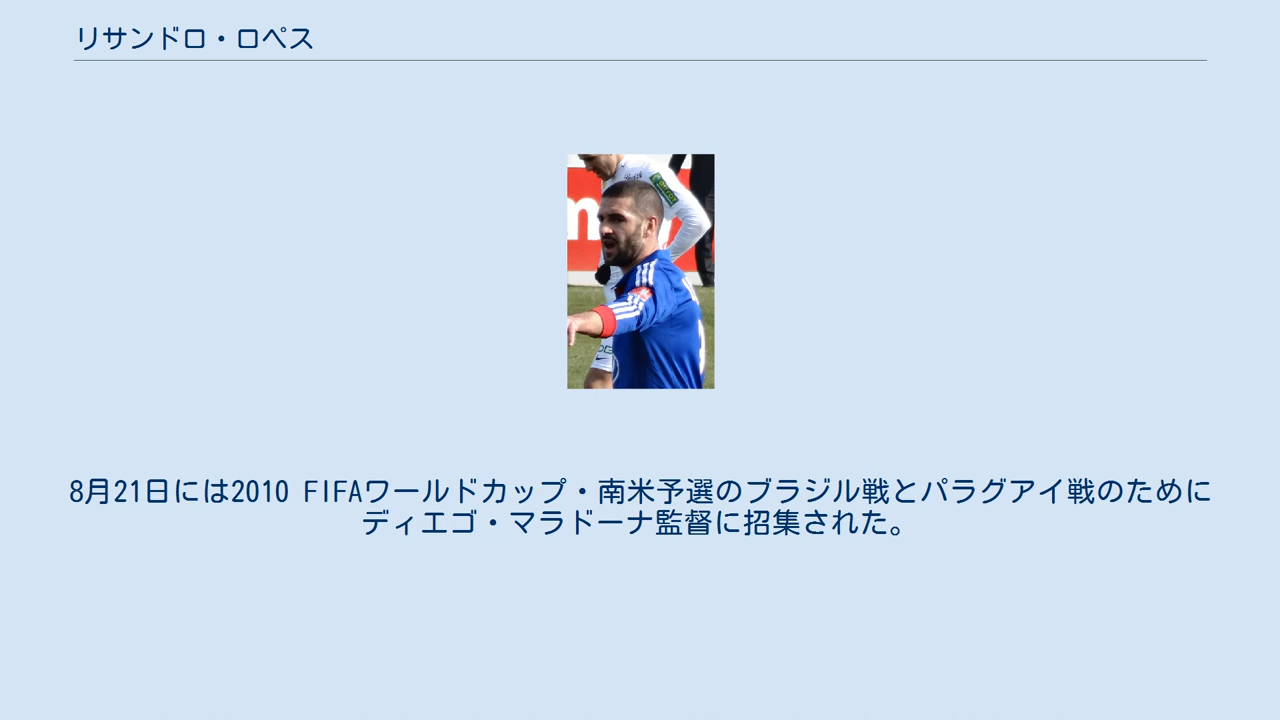 リサンドロ・ロペス
8月21日には2010 FIFAワールドカップ・南米予選のブラジル戦とパラグアイ戦のために
ディエゴ・マラドーナ監督に招集された。